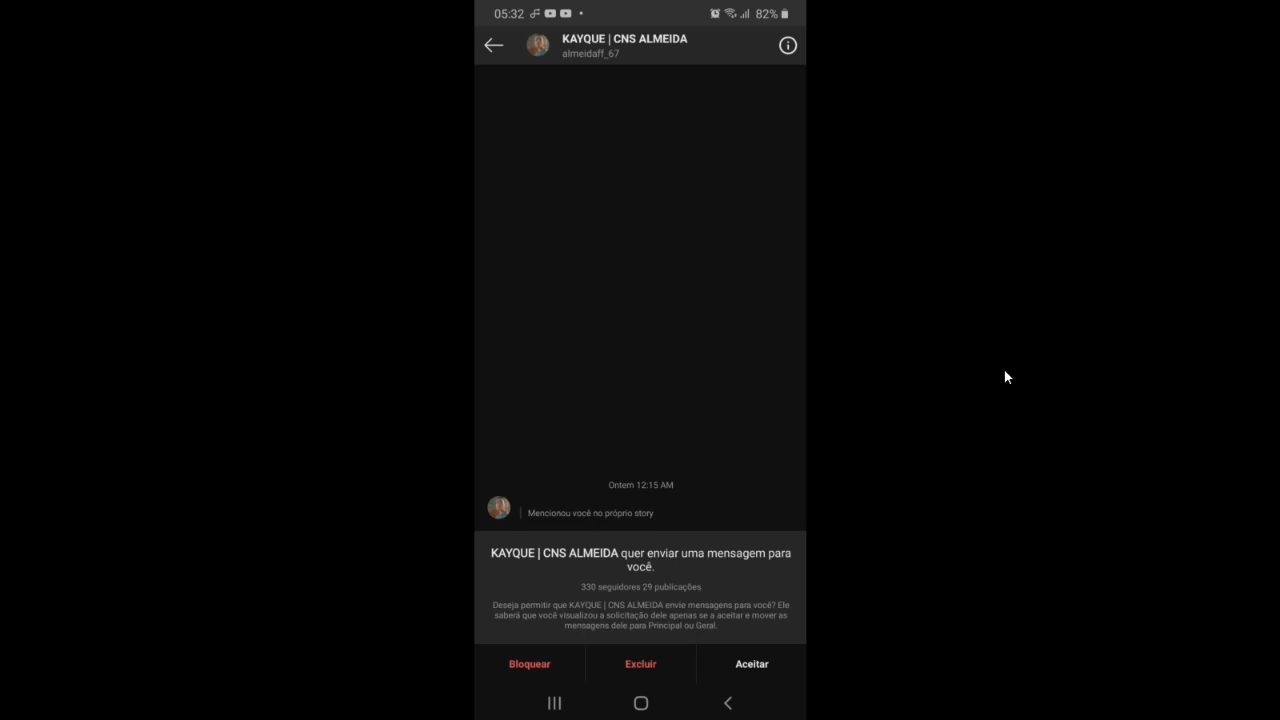 05:32 82%
KAYQUE | CNS ALMEIDA
almeidaff_67
Ontem 12:15 AM
Mencionou você no próprio story
KAYQUE | CNS ALMEIDA quer enviar uma mensagem para
você.
330 seguidores 29 publicações
Deseja permitir que KAYQUE | CNS ALMEIDA envie mensagens para você? Ele
saberá que você visualizou a solicitação dele apenas se a aceitar e mover as
mensagens dele para Principal ou Geral.
Bloquear Excluir Aceitar